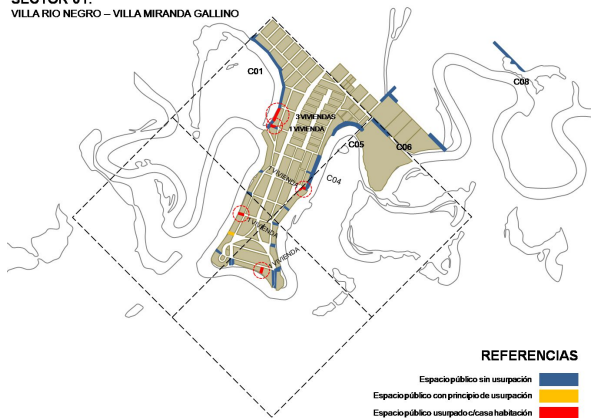 SECTOR 01:
VILLA RIO NEGRO – VILLA MIRANDA GALLINO
C01
C08
3 VIVIENDAS
1 VIVIENDA
C05
C06
1 VIVIENDA
C04
1 VIVIENDA
1 VIVIENDA
REFERENCIAS
Espacio público sin usurpación
Espacio público con principio de usurpación
Espacio público usurpado c/casa habitación